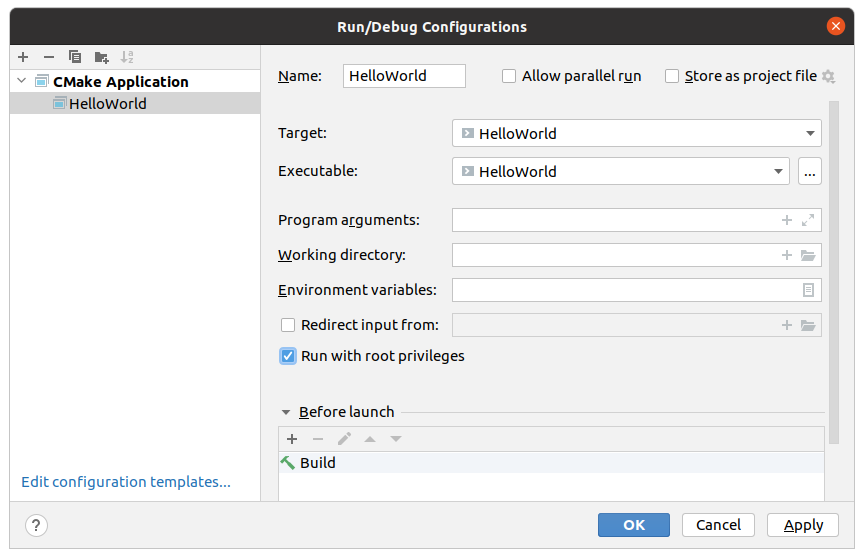 Run/Debug Configurations
CMake Application
HelloWorld
Edit configuration templates...
Name: HelloWorld Allow parallel run Store as project file
Target: HelloWorld
Executable: HelloWorld ...
Program arguments:
Working directory:
Environment variables:
Redirect input from:
Run with root privileges
Before launch
Build
? OK Cancel Apply